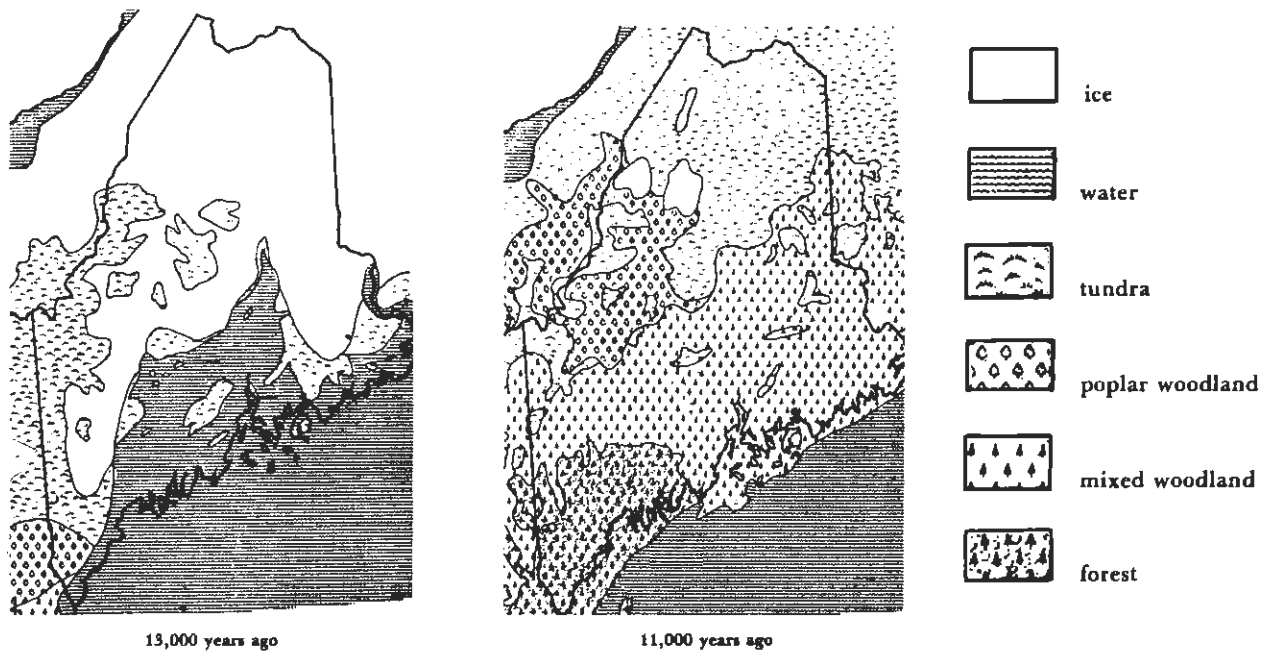 ice
water
tundra
poplar woodland
mixed woodland
forest
13,000 years ago
11,000 years ago